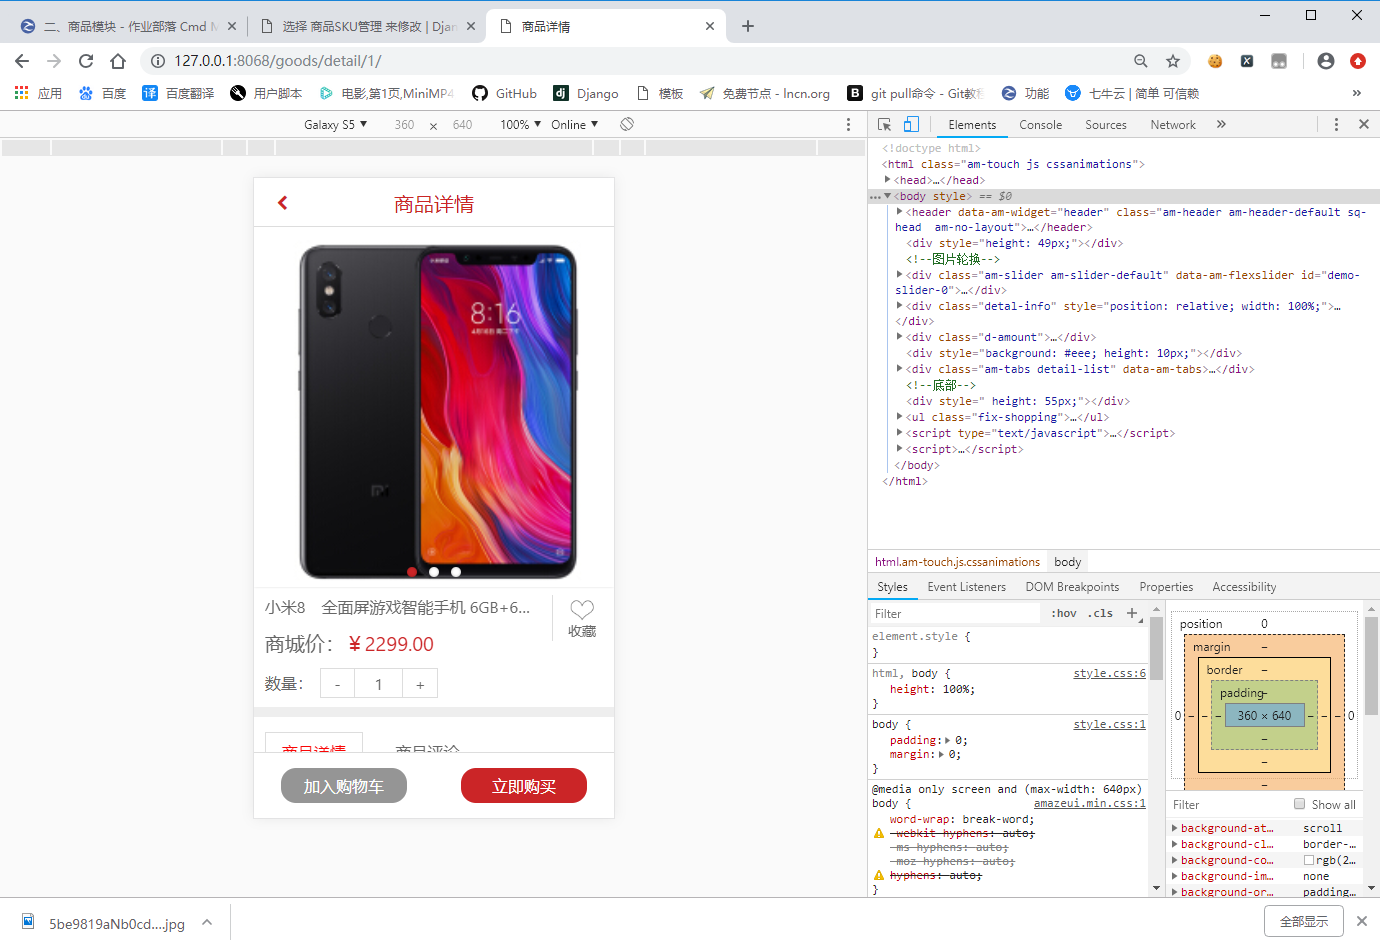 二、商品模块 - 作业部落 Cmd M
选择 商品SKU管理 来修改 | Djan
商品详情
127.0.0.1:8068/goods/detail/1/
应用
百度
百度翻译
用户脚本
电影,第1页,MiniMP4
GitHub
Django
模板
免费节点 - lncn.org
git pull命令 - Git教程
功能
七牛云 | 简单 可信赖
»
Galaxy S5 ▼ 360 × 640 100% ▼ Online ▼
商品详情
8:16
小米8 全面屏游戏智能手机 6GB+6...
收藏
商城价： ¥ 2299.00
数量： - 1 +
商品详情 商品评论
加入购物车 立即购买
Elements Console Sources Network »
<!doctype html>
<html class="am-touch js cssanimations">
<head>…</head>
<body style> == $0
<header data-am-widget="header" class="am-header am-header-default sq-
head  am-no-layout">…</header>
<div style="height: 49px;"></div>
<!--图片轮换-->
<div class="am-slider am-slider-default" data-am-flexslider id="demo-
slider-0">…</div>
<div class="detal-info" style="position: relative; width: 100%;">…
</div>
<div class="d-amount">…</div>
<div style="background: #eee; height: 10px;"></div>
<div class="am-tabs detail-list" data-am-tabs>…</div>
<!--底部-->
<div style=" height: 55px;"></div>
<ul class="fix-shopping">…</ul>
<script type="text/javascript">…</script>
<script>…</script>
</body>
</html>
html.am-touch.js.cssanimations body
Styles Event Listeners DOM Breakpoints Properties Accessibility
Filter :hov .cls +
element.style {
}
html, body { style.css:6
height: 100%;
}
body { style.css:1
padding: 0;
margin: 0;
}
@media only screen and (max-width: 640px)
body { amazeui.min.css:1
word-wrap: break-word;
-webkit-hyphens: auto;
-ms-hyphens: auto;
-moz-hyphens: auto;
hyphens: auto;
}
position 0
margin –
border –
padding –
0 – – – 360 × 640 – – – 0
–
–
–
Filter Show all
background-at… scroll
background-cl… border-…
background-co… rgb(2…
background-im… none
background-or… padding…
5be9819aNb0cd....jpg
全部显示